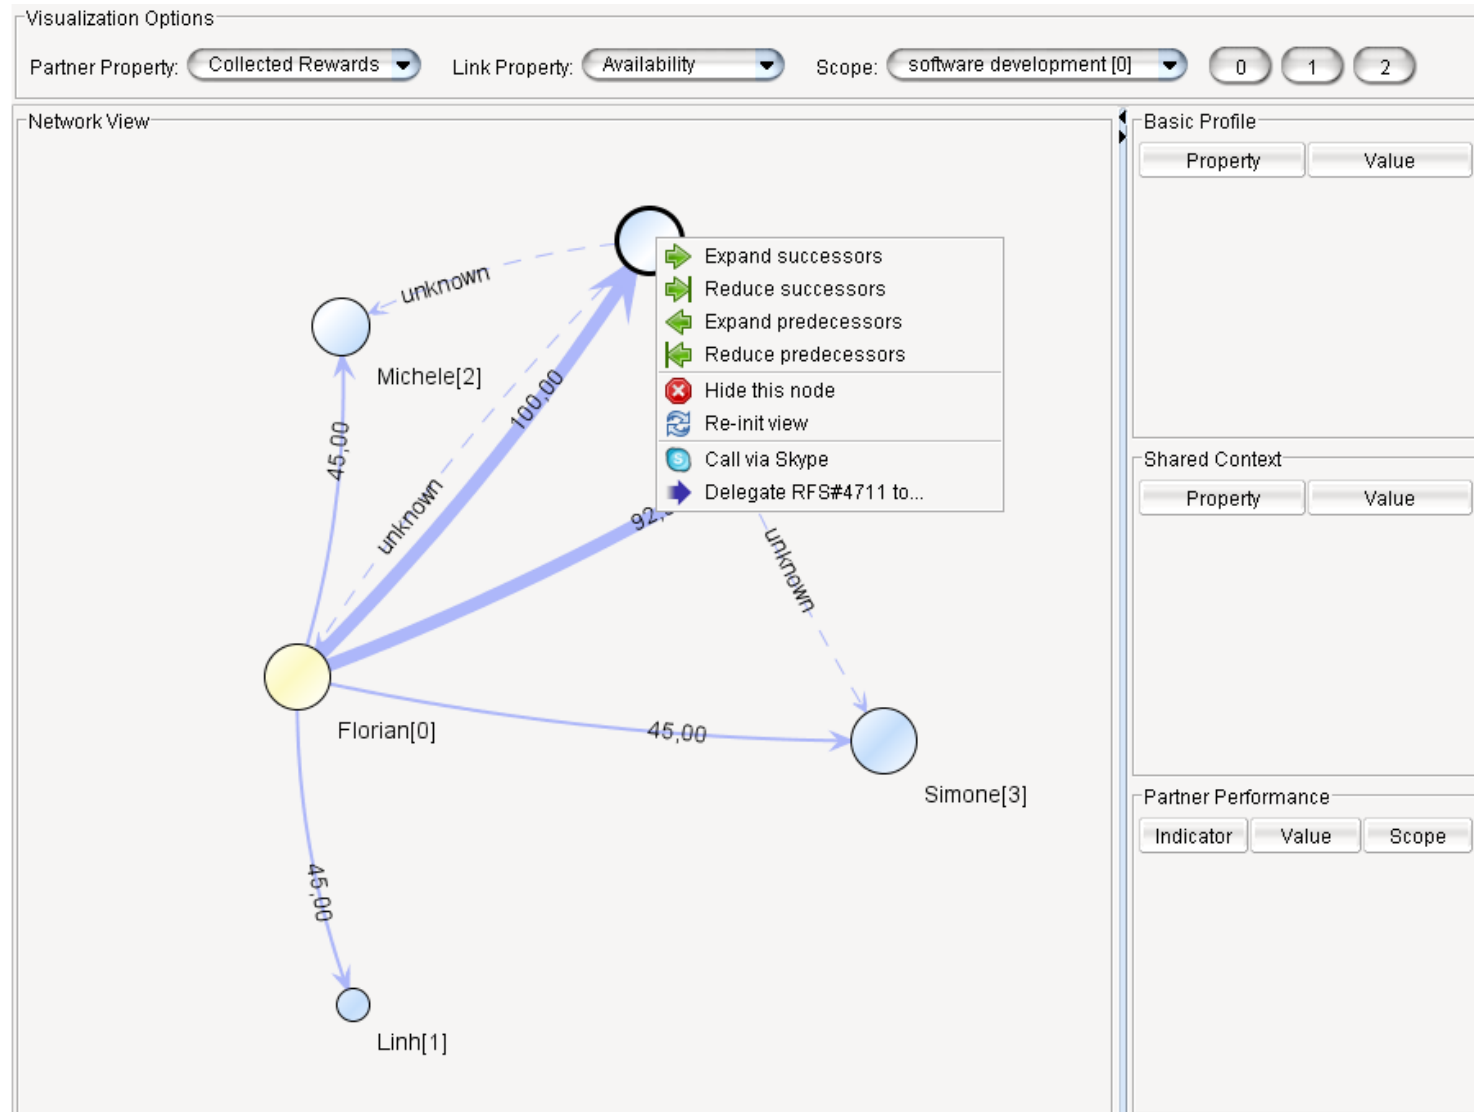 Visualization Options
Partner Property: Collected Rewards Link Property: Availability Scope: software development [0] 0 1 2
Network View
Basic Profile
Property Value
Expand successors
Reduce successors
Expand predecessors
Reduce predecessors
Hide this node
Re-init view
Call via Skype
Delegate RFS#4711 to...
unknown
Michele[2]
100,00
45,00
Shared Context
Property Value
unknown
92,
unknown
Florian[0]
45,00
Simone[3]
Partner Performance
Indicator Value Scope
45,00
Linh[1]